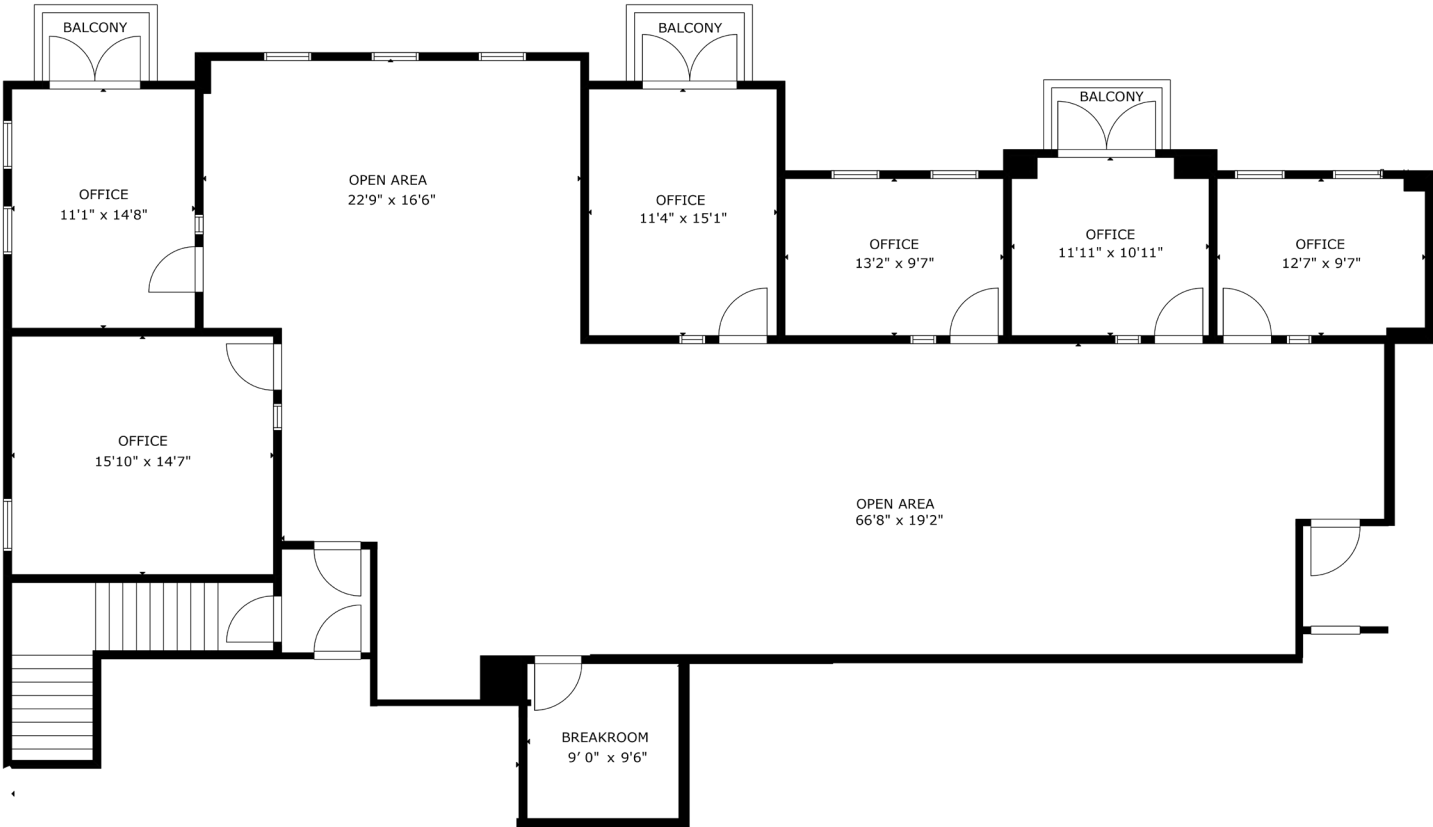 BALCONY
BALCONY
BALCONY
OFFICE
11'1" x 14'8"
OPEN AREA
22'9" x 16'6"
OFFICE
11'4" x 15'1"
OFFICE
13'2" x 9'7"
OFFICE
11'11" x 10'11"
OFFICE
12'7" x 9'7"
OFFICE
15'10" x 14'7"
OPEN AREA
66'8" x 19'2"
BREAKROOM
9' 0" x 9'6"